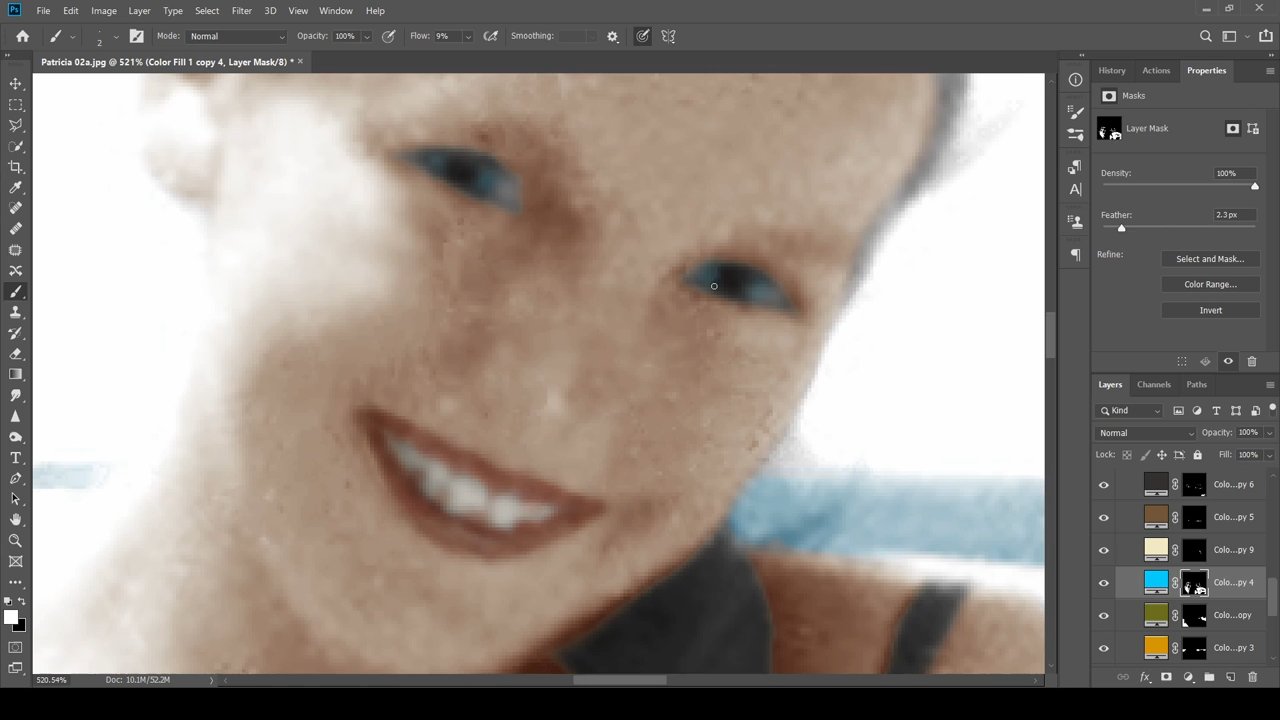 Ps File Edit Image Layer Type Select Filter 3D View Window Help
2 Mode: Normal Opacity: 100% Flow: 9% Smoothing:
Patricia 02a.jpg @ 521% (Color Fill 1 copy 4, Layer Mask/8) * ×
History Actions Properties
Masks
Layer Mask
Density: 100%
Feather: 2.3 px
Refine: Select and Mask...
Color Range...
Invert
Layers Channels Paths
Kind
Normal Opacity: 100%
Lock: Fill: 100%
Colo...py 6
Colo...py 5
Colo...py 9
Colo...py 4
Colo...opy
Colo...py 3
520.54% Doc: 10.1M/52.2M